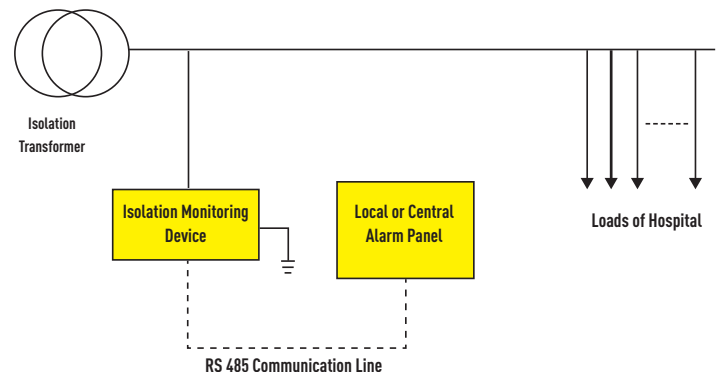 Isolation
Transformer
Isolation Monitoring
Device
Local or Central
Alarm Panel
Loads of Hospital
RS 485 Communication Line